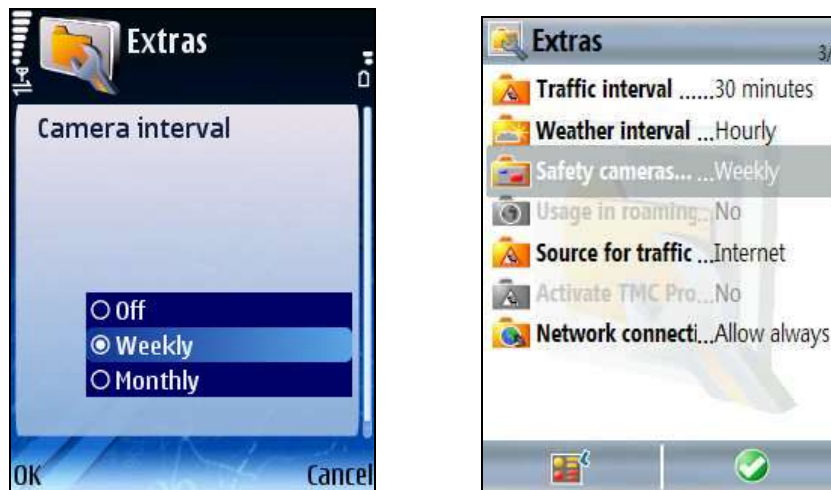 Extras
Camera interval
Off
Weekly
Monthly
OK Cancel
Extras
3/
Traffic interval ......30 minutes
Weather interval ...Hourly
Safety cameras... ...Weekly
Usage in roaming...No
Source for traffic ...Internet
Activate TMC Pro...No
Network connecti...Allow always